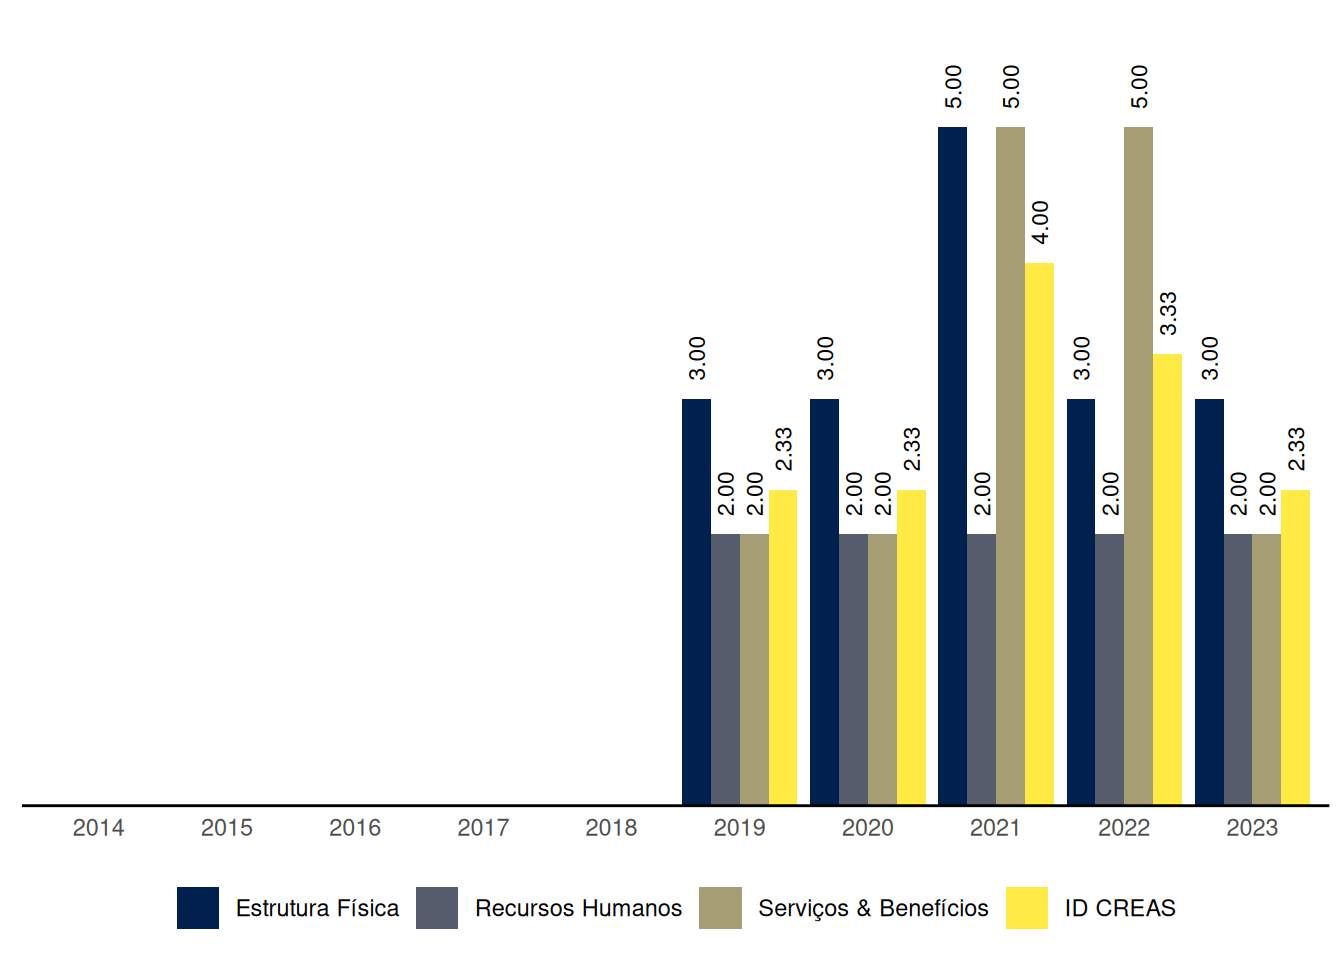 5.00 5.00 5.00
4.00
3.33
3.00 3.00 3.00 3.00
2.33 2.33 2.33
2.00 2.00 2.00 2.00 2.00 2.00 2.00 2.00
2014 2015 2016 2017 2018 2019 2020 2021 2022 2023
Estrutura Física Recursos Humanos Serviços & Benefícios ID CREAS